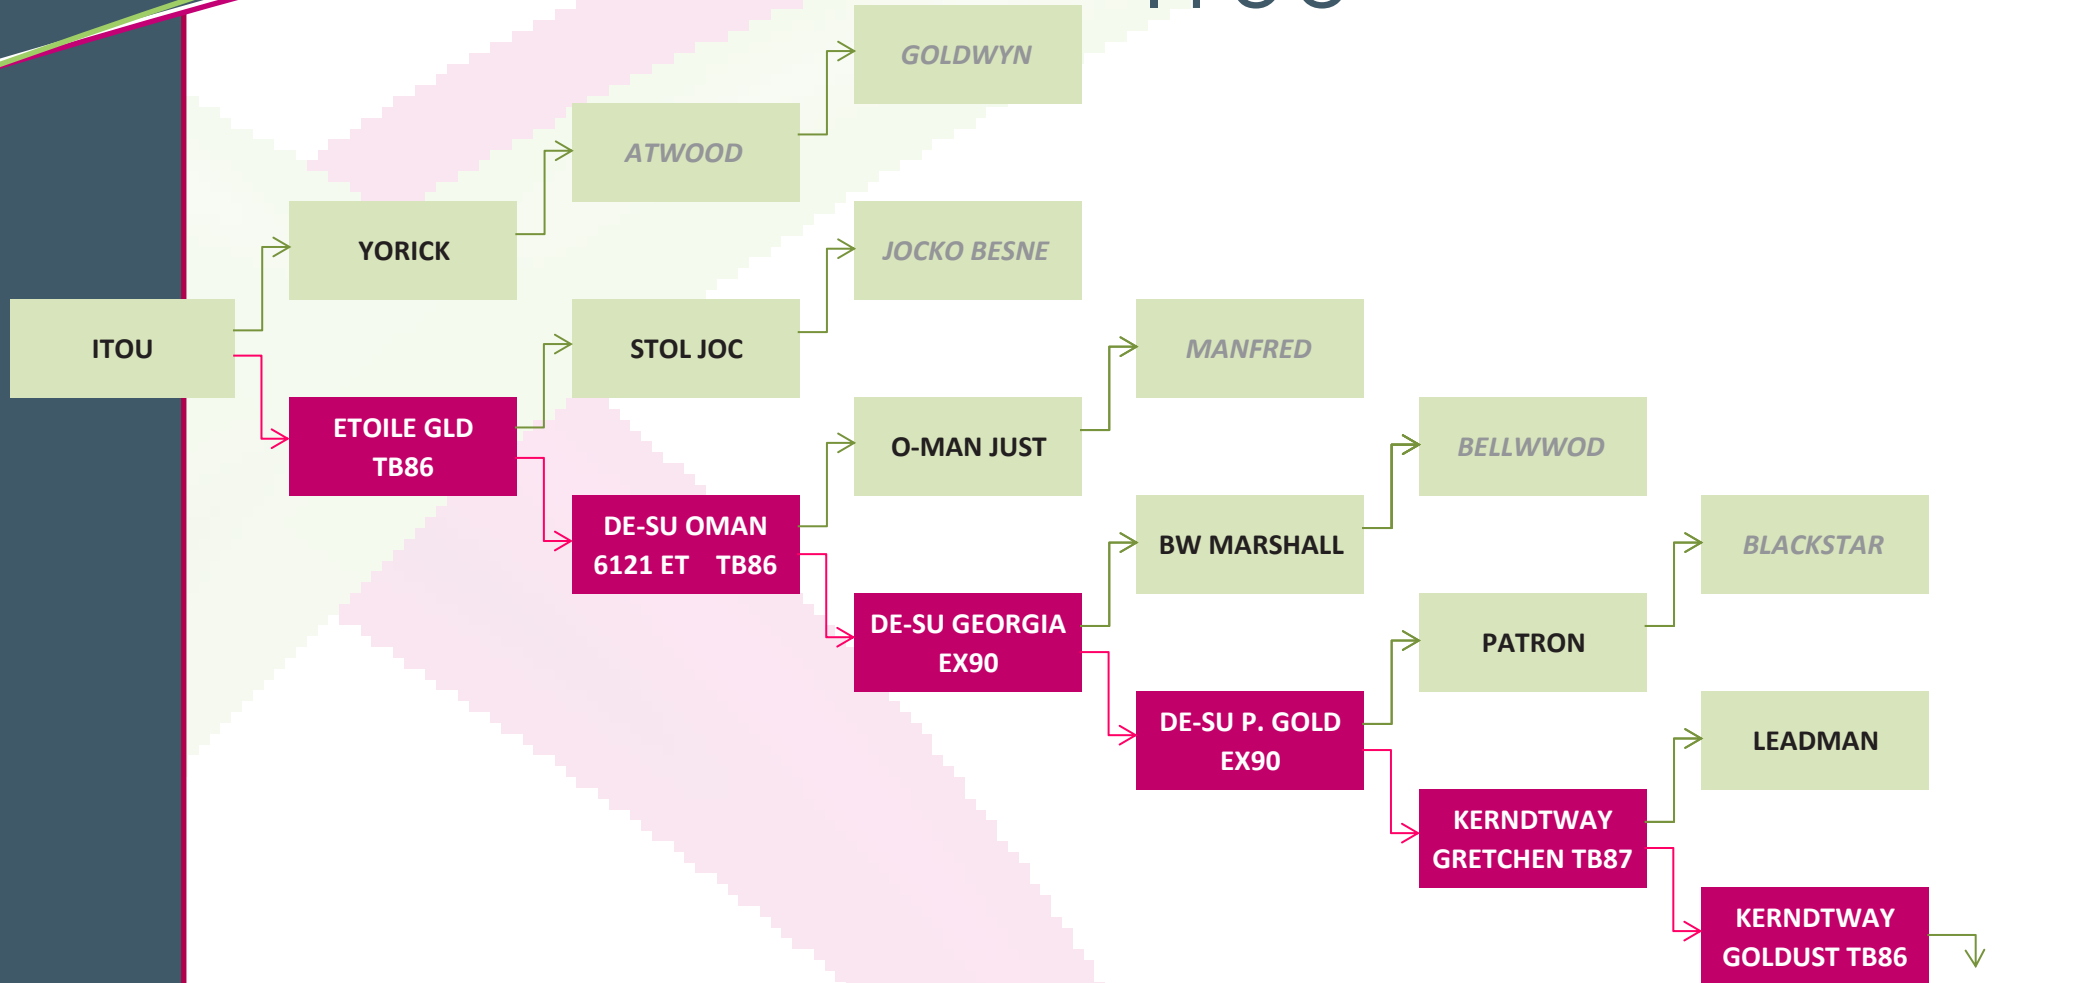 GOLDWYN
ATWOOD
YORICK
JOCKO BESNE
ITOU
STOL JOC
MANFRED
ETOILE GLD
TB86
O-MAN JUST
BELLWWOD
DE-SU OMAN
6121 ET TB86
BW MARSHALL
BLACKSTAR
DE-SU GEORGIA
EX90
PATRON
DE-SU P. GOLD
EX90
LEADMAN
KERNDTWAY
GRETCHEN TB87
KERNDTWAY
GOLDUST TB86